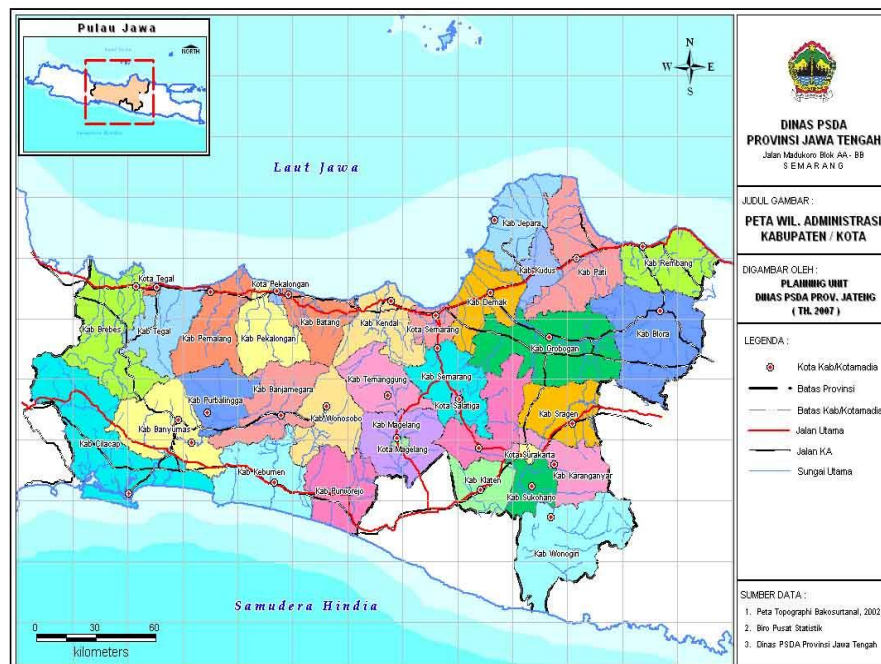 Pulau Jawa
NORTH
N
W E
S
Laut Jawa
Kab Jepara
Kab Kudus
Kab Pati
Kab Rembang
Kota Tegal
Kota Pekalongan
Kab Demak
Kab Brebes
Kab Tegal
Kab Pemalang
Kab Pekalongan
Kab Batang
Kab Kendal
Kota Semarang
Kab Grobogan
Kab Blora
Kab Temanggung
Kab Semarang
Kab Purbalingga
Kab Banjarnegara
Kota Salatiga
Kab Sragen
Kab Wonosobo
Kab Banyumas
Kab Magelang
Kab Cilacap
Kota Magelang
Kota Surakarta
Kab Karanganyar
Kab Kebumen
Kab Purworejo
Kab Klaten
Kab Sukoharjo
Kab Wonogiri
Samudera Hindia
0 30 60
kilometers
DINAS PSDA
PROVINSI JAWA TENGAH
Jalan Madukoro Blok AA - BB
SEMARANG
JUDUL GAMBAR :
PETA WIL. ADMINISTRASI
KABUPATEN / KOTA
DIGAMBAR OLEH :
PLANNING UNIT
DINAS PSDA PROV. JATENG
( TH. 2007 )
LEGENDA :
Kota Kab/Kotamadia
Batas Provinsi
Batas Kab/Kotamadia
Jalan Utama
Jalan KA
Sungai Utama
SUMBER DATA :
1. Peta Topographi Bakosurtanal, 2002
2. Biro Pusat Statistik
3. Dinas PSDA Provinsi Jawa Tengah